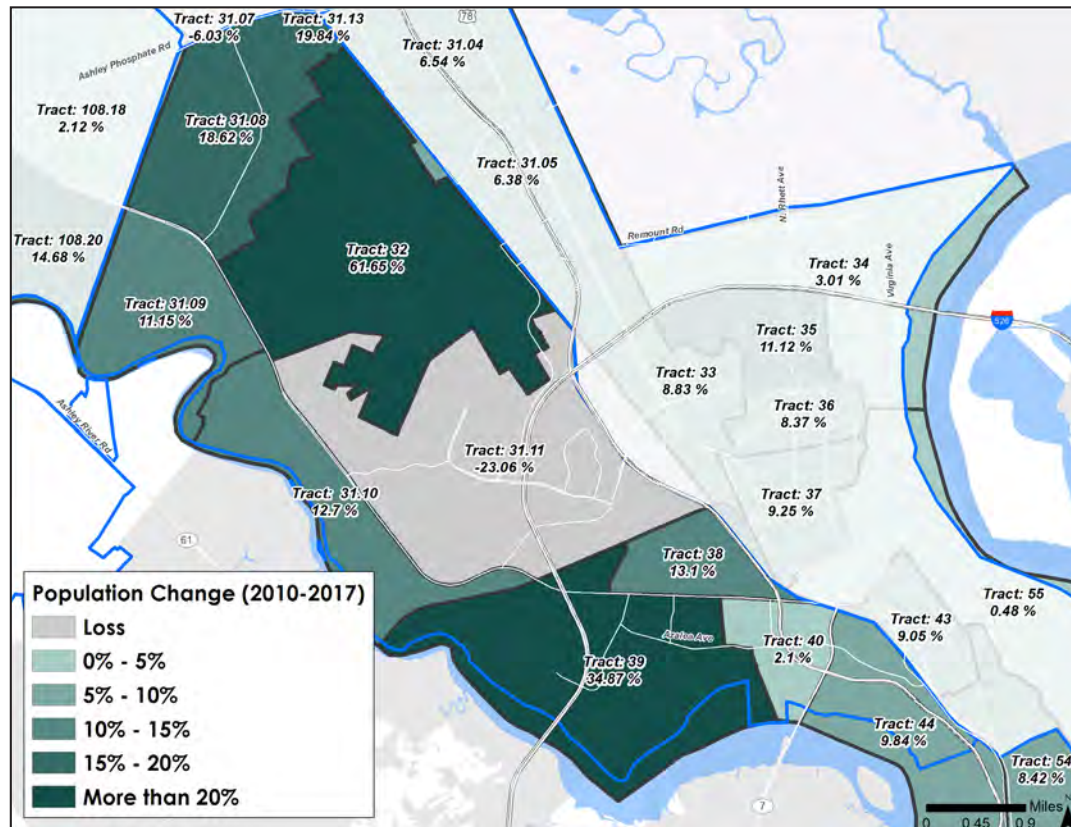 Tract: 31.07
-6.03 %
Tract: 31.13
19.84 %
78
Tract: 31.04
6.54 %
Ashley Phosphate Rd
Tract: 108.18
2.12 %
Tract: 31.08
18.62 %
Tract: 31.05
6.38 %
N. Rhett Ave
Remount Rd
Tract: 108.20
14.68 %
Tract: 32
61.65 %
Tract: 34
3.01 %
Virginia Ave
526
Tract: 31.09
11.15 %
Tract: 35
11.12 %
Tract: 33
8.83 %
Tract: 36
8.37 %
Ashley River Rd
Tract: 31.11
-23.06 %
Tract: 31.10
12.7 %
Tract: 37
9.25 %
61
Tract: 38
13.1 %
Tract: 55
0.48 %
Tract: 43
9.05 %
Azalea Ave
Tract: 40
2.1 %
Tract: 39
34.87 %
Tract: 44
9.84 %
Tract: 54
8.42 %
7
Population Change (2010-2017)
Loss
0% - 5%
5% - 10%
10% - 15%
15% - 20%
More than 20%
N
Miles
0 0.45 0.9